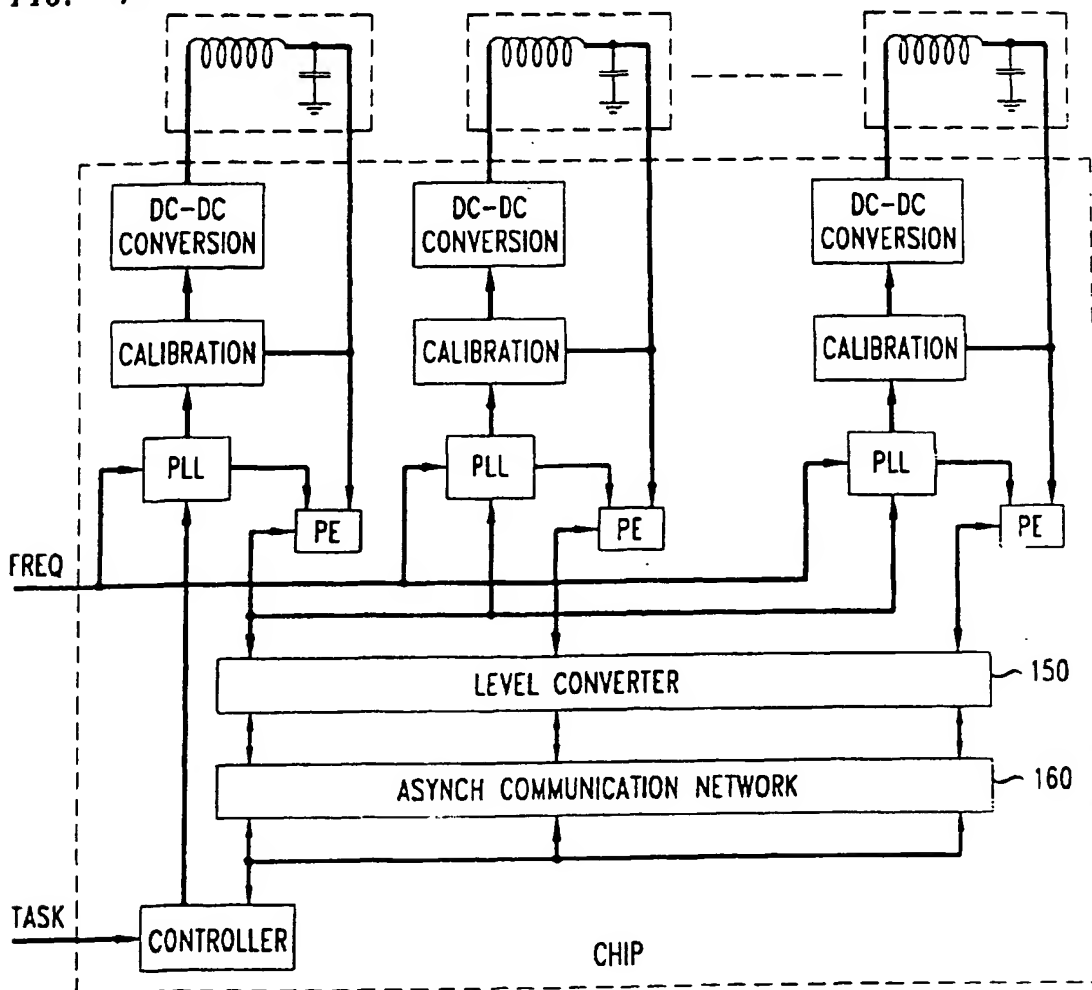 FIG.
DC-DC
CONVERSION
DC-DC
CONVERSION
DC-DC
CONVERSION
CALIBRATION
CALIBRATION
CALIBRATION
PLL
PLL
PLL
PE
PE
PE
FREQ
LEVEL CONVERTER
150
ASYNCH COMMUNICATION NETWORK
160
TASK
CONTROLLER
CHIP